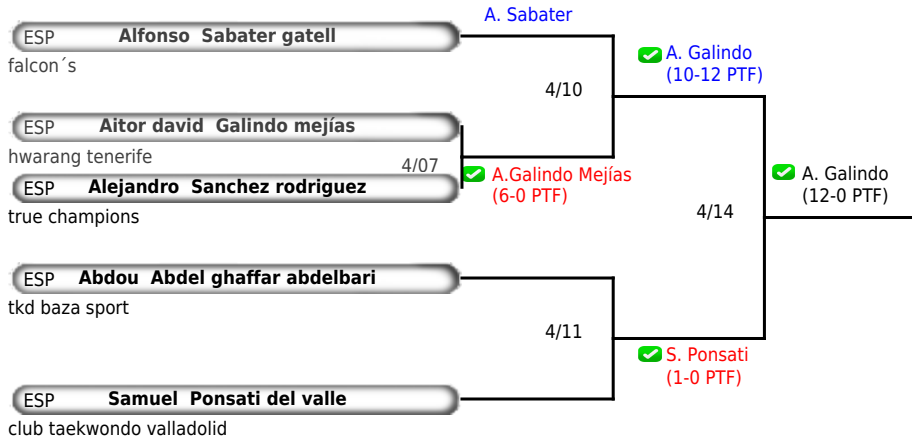 A. Sabater
ESP Alfonso Sabater gatell
falcon´s
A. Galindo
(10-12 PTF)
4/10
ESP Aitor david Galindo mejías
hwarang tenerife
4/07
A.Galindo Mejías
(6-0 PTF)
A. Galindo
(12-0 PTF)
ESP Alejandro Sanchez rodriguez
true champions
4/14
ESP Abdou Abdel ghaffar abdelbari
tkd baza sport
4/11
S. Ponsati
(1-0 PTF)
ESP Samuel Ponsati del valle
club taekwondo valladolid